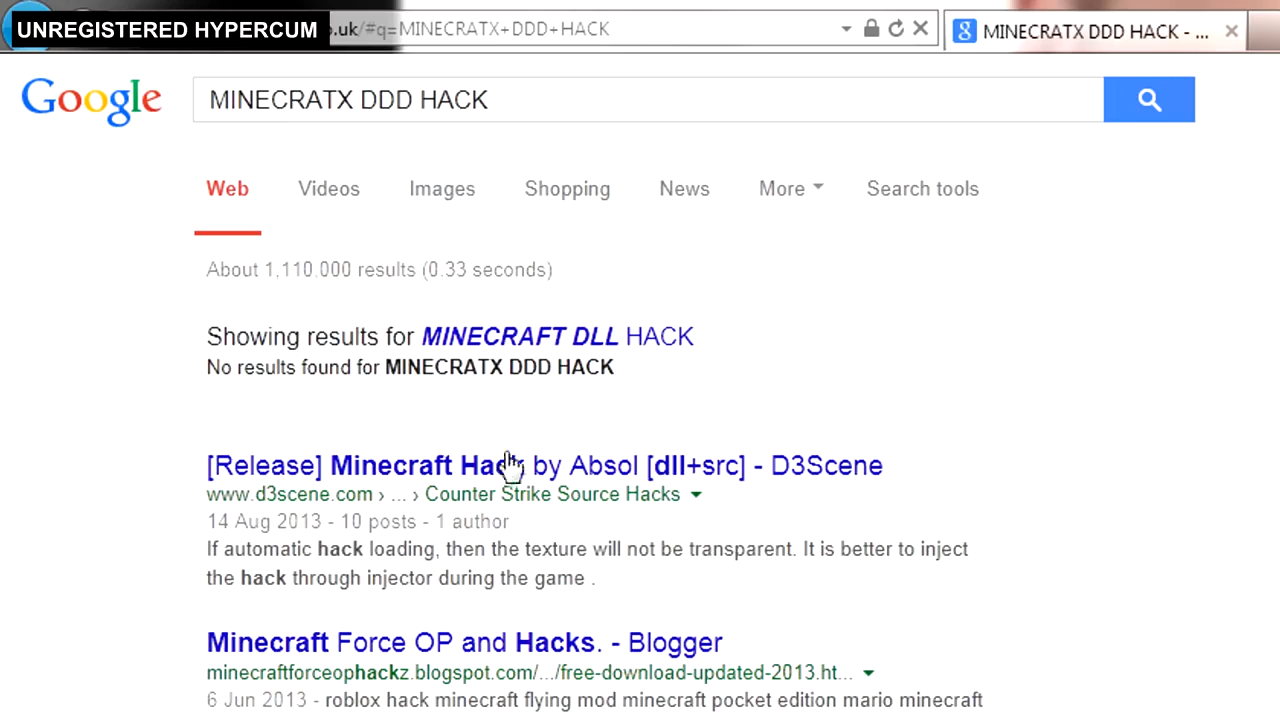 UNREGISTERED HYPERCUM
.uk/#q=MINECRATX+DDD+HACK
MINECRATX DDD HACK - ...
Google
MINECRATX DDD HACK
Web Videos Images Shopping News More Search tools
About 1,110,000 results (0.33 seconds)
Showing results for MINECRAFT DLL HACK
No results found for MINECRATX DDD HACK
[Release] Minecraft Hack by Absol [dll+src] - D3Scene
www.d3scene.com › ... › Counter Strike Source Hacks
14 Aug 2013 - 10 posts - 1 author
If automatic hack loading, then the texture will not be transparent. It is better to inject
the hack through injector during the game .
Minecraft Force OP and Hacks. - Blogger
minecraftforceophackz.blogspot.com/.../free-download-updated-2013.ht...
6 Jun 2013 - roblox hack minecraft flying mod minecraft pocket edition mario minecraft